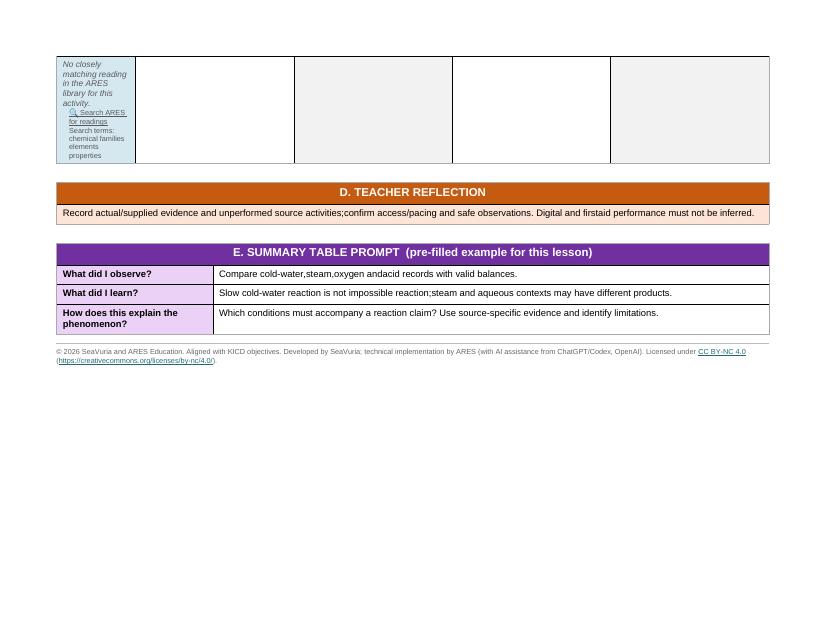 No closely
matching reading
in the ARES
library for this
activity.
🔍 Search ARES
for readings
Search terms:
chemical families
elements
properties
D. TEACHER REFLECTION
Record actual/supplied evidence and unperformed source activities;confirm access/pacing and safe observations. Digital and firstaid performance must not be inferred.
E. SUMMARY TABLE PROMPT (pre-filled example for this lesson)
What did I observe?
Compare cold-water,steam,oxygen andacid records with valid balances.
What did I learn?
Slow cold-water reaction is not impossible reaction;steam and aqueous contexts may have different products.
How does this explain the
phenomenon?
Which conditions must accompany a reaction claim? Use source-specific evidence and identify limitations.
© 2026 SeaVuria and ARES Education. Aligned with KICD objectives. Developed by SeaVuria; technical implementation by ARES (with AI assistance from ChatGPT/Codex, OpenAI). Licensed under CC BY-NC 4.0
(https://creativecommons.org/licenses/by-nc/4.0/).